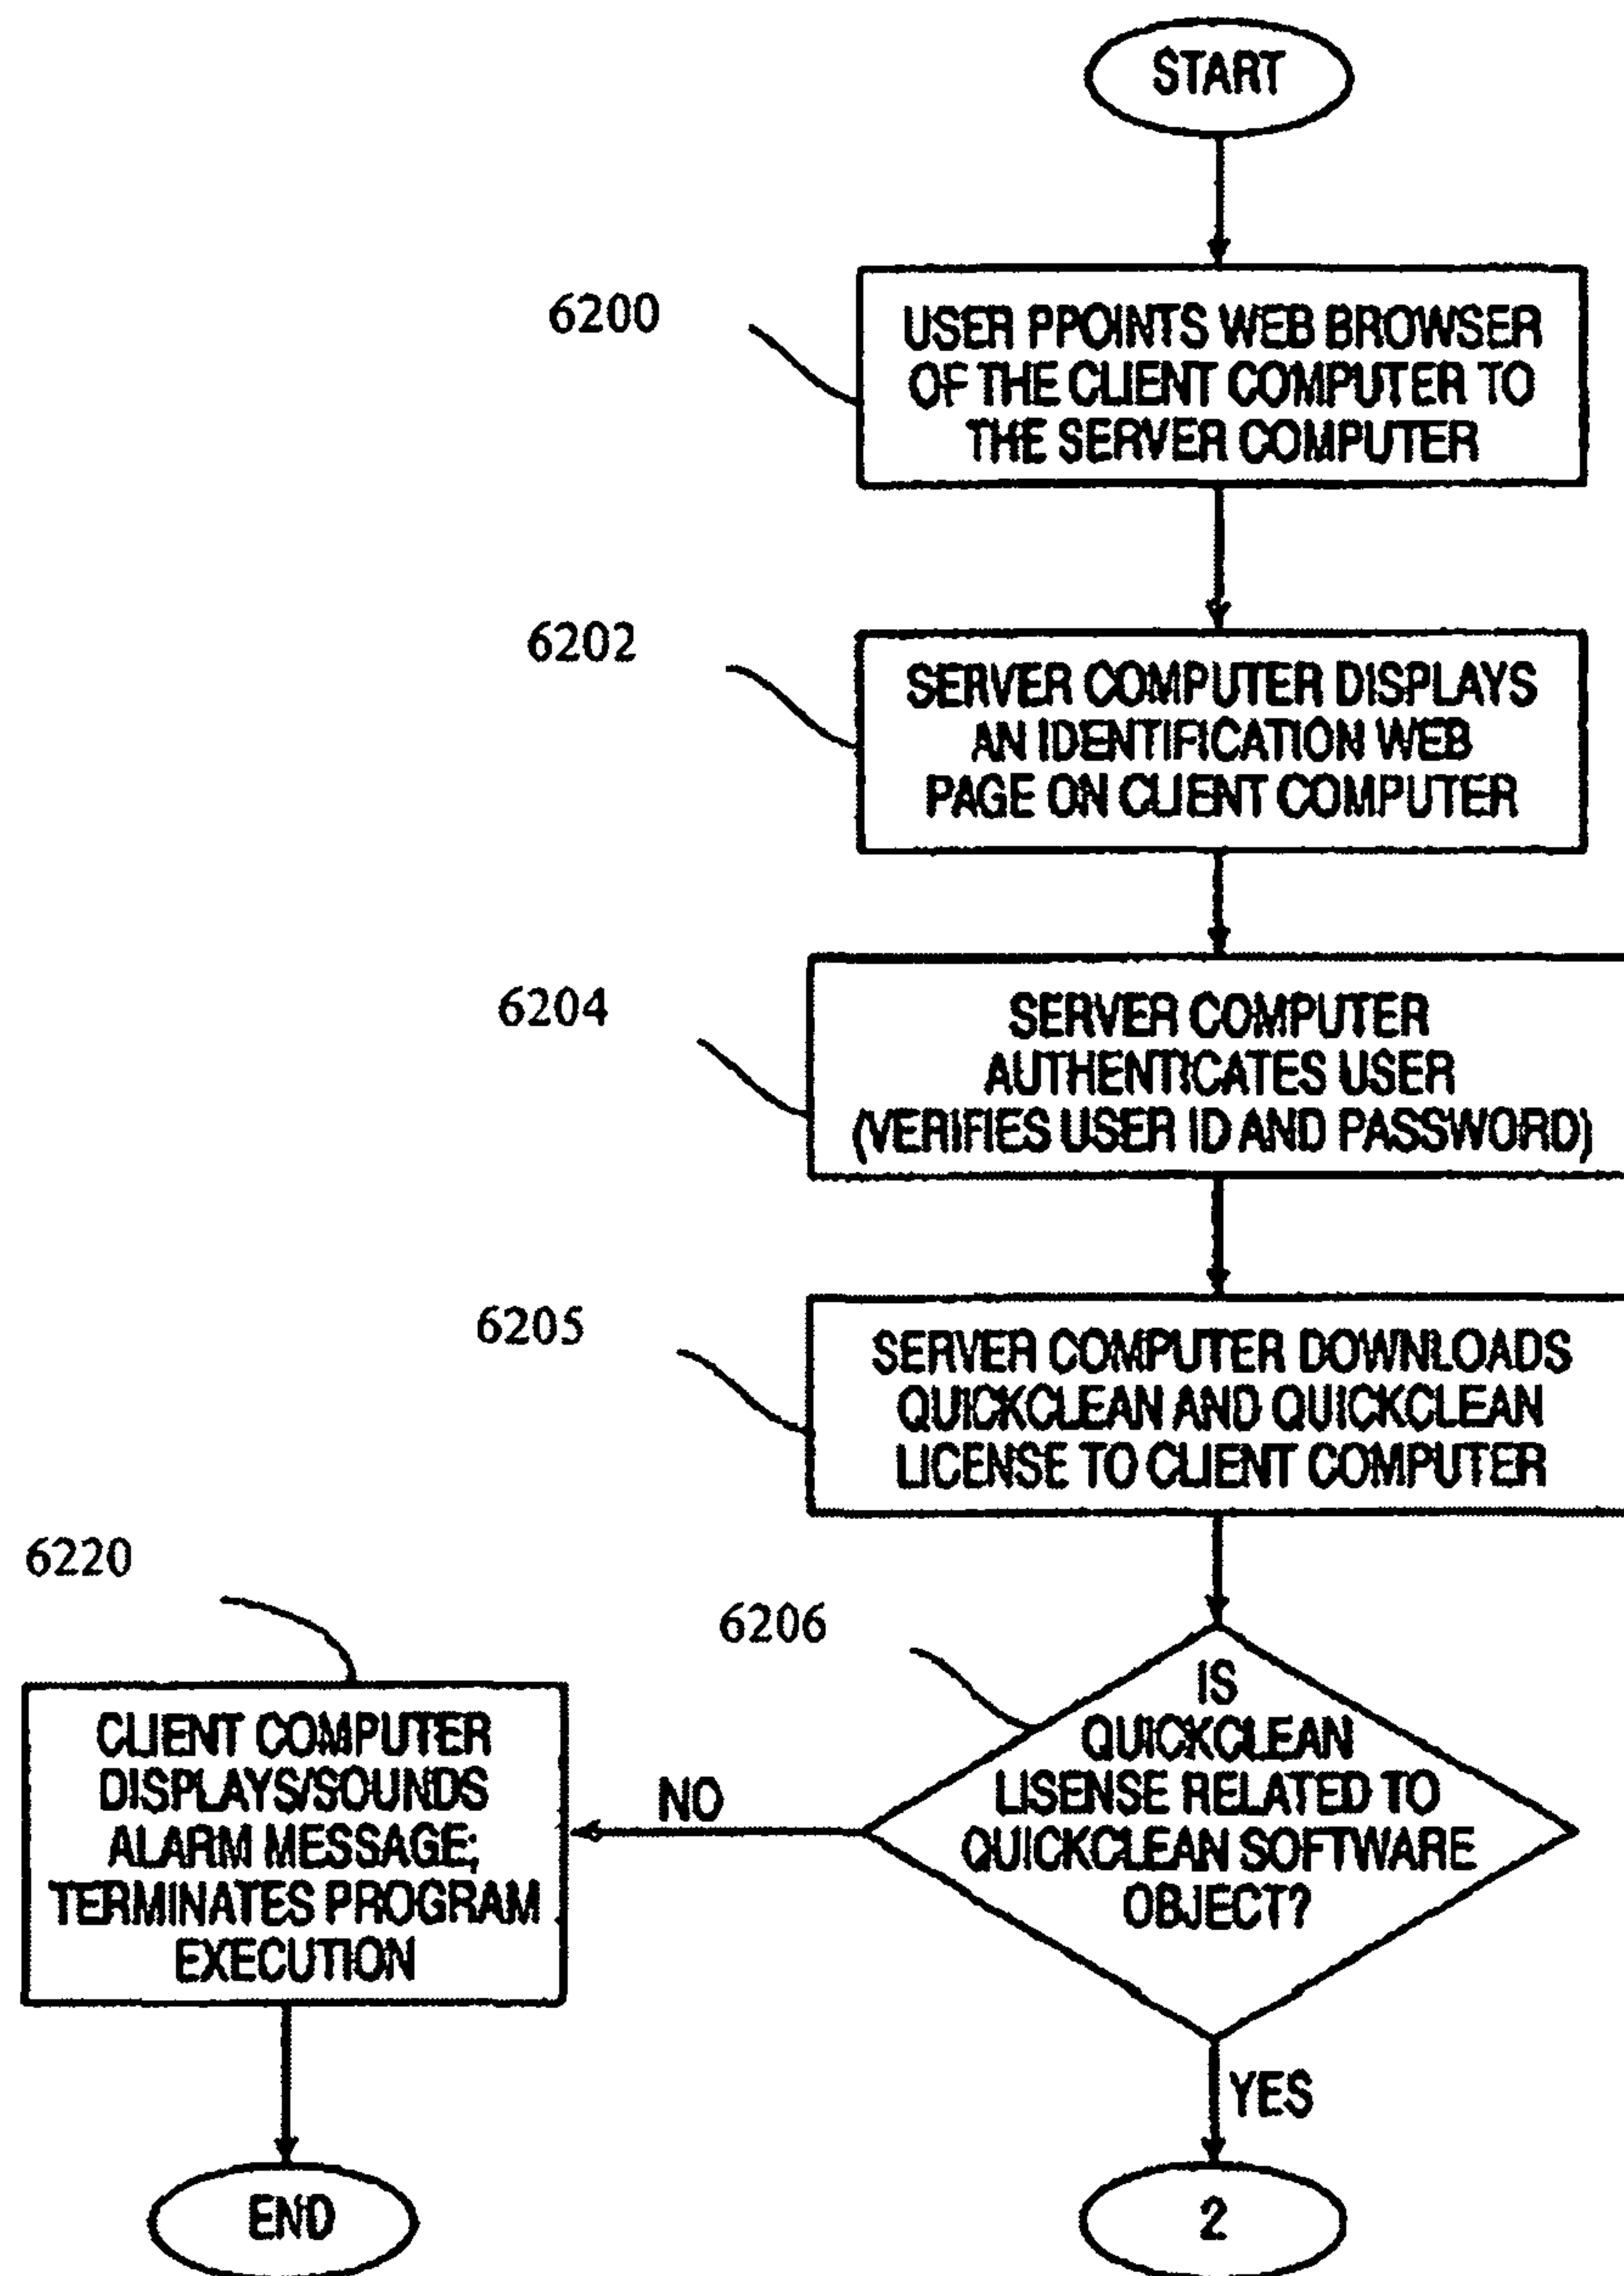 START
6200
USER PPOINTS WEB BROWSER
OF THE CLIENT COMPUTER TO
THE SERVER COMPUTER
6202
SERVER COMPUTER DISPLAYS
AN IDENTIFICATION WEB
PAGE ON CLIENT COMPUTER
6204
SERVER COMPUTER
AUTHENTICATES USER
(VERIFIES USER ID AND PASSWORD)
6205
SERVER COMPUTER DOWNLOADS
QUICKCLEAN AND QUICKCLEAN
LICENSE TO CLIENT COMPUTER
6206
IS
QUICKCLEAN
LISENSE RELATED TO
QUICKCLEAN SOFTWARE
OBJECT?
NO
6220
CLIENT COMPUTER
DISPLAYS/SOUNDS
ALARM MESSAGE;
TERMINATES PROGRAM
EXECUTION
END
YES
2